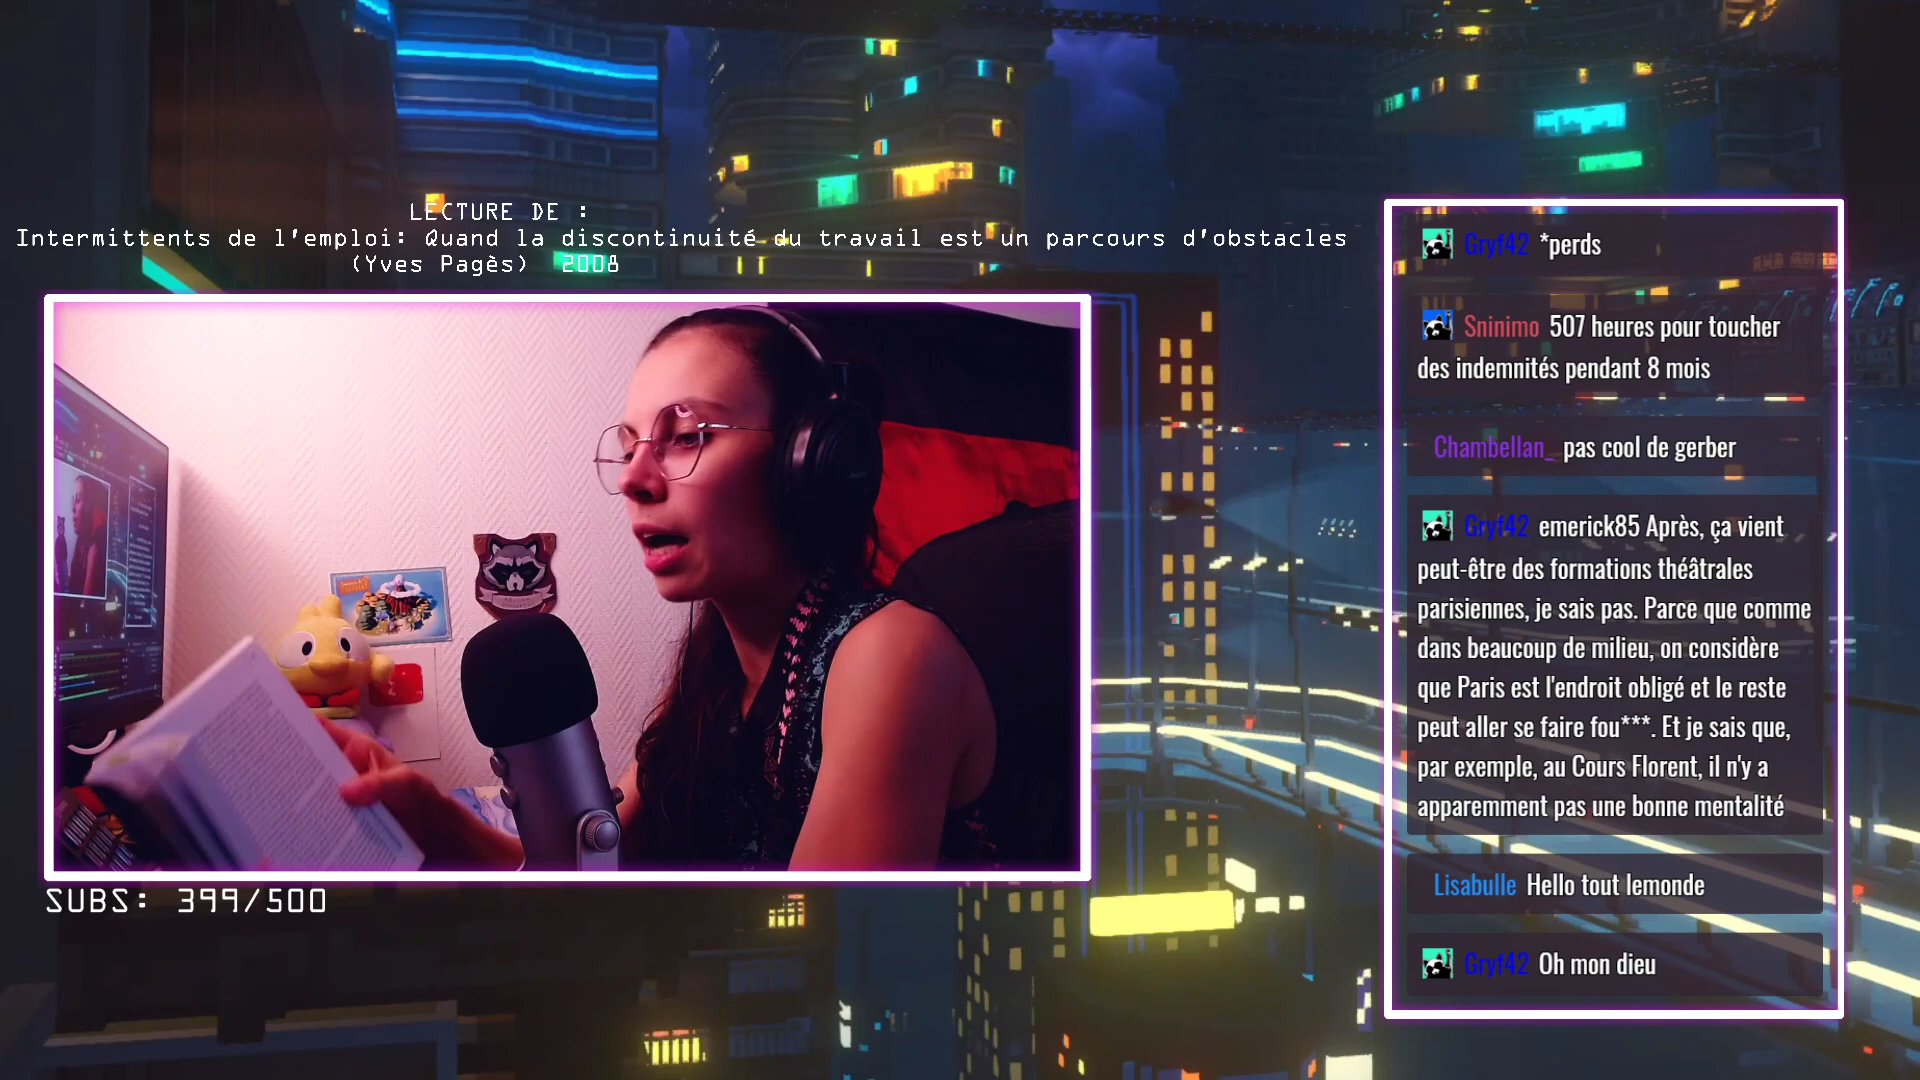 LECTURE DE :
Intermittents de l'emploi: Quand la discontinuité du travail est un parcours d'obstacles
(Yves Pagès) 2008
SUBS: 399/500
Gryf42 *perds
Sninimo 507 heures pour toucher
des indemnités pendant 8 mois
Chambellan_ pas cool de gerber
Gryf42 emerick85 Après, ça vient
peut-être des formations théâtrales
parisiennes, je sais pas. Parce que comme
dans beaucoup de milieu, on considère
que Paris est l'endroit obligé et le reste
peut aller se faire fou***. Et je sais que,
par exemple, au Cours Florent, il n'y a
apparemment pas une bonne mentalité
Lisabulle Hello tout lemonde
Gryf42 Oh mon dieu